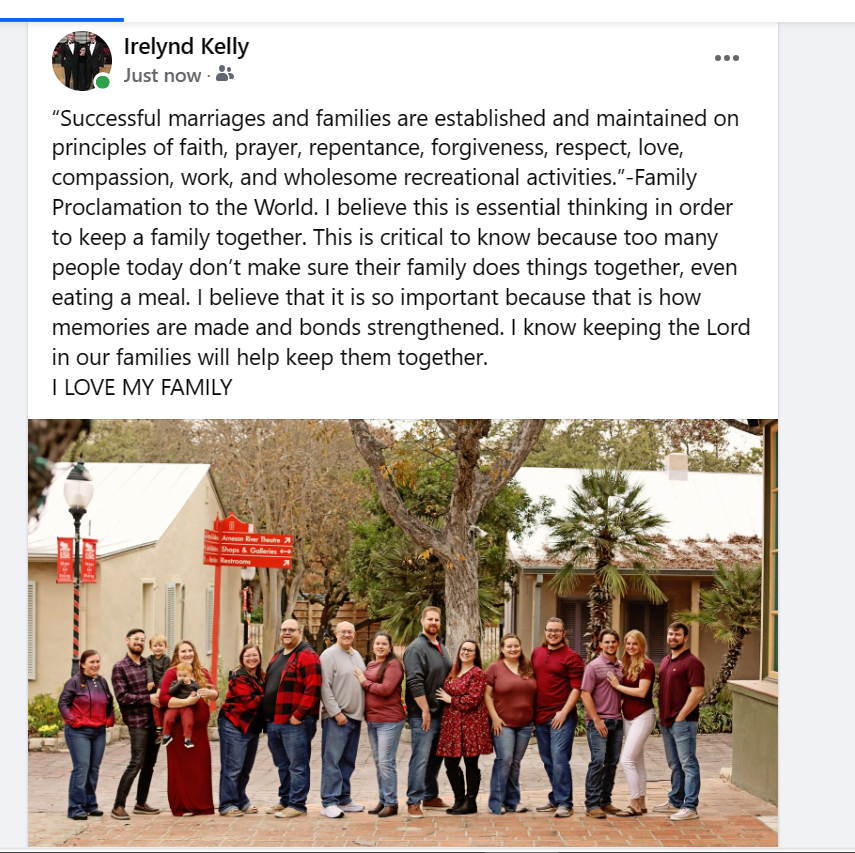 Irelynd Kelly
Just now ·
“Successful marriages and families are established and maintained on
principles of faith, prayer, repentance, forgiveness, respect, love,
compassion, work, and wholesome recreational activities.”-Family
Proclamation to the World. I believe this is essential thinking in order
to keep a family together. This is critical to know because too many
people today don’t make sure their family does things together, even
eating a meal. I believe that it is so important because that is how
memories are made and bonds strengthened. I know keeping the Lord
in our families will help keep them together.
I LOVE MY FAMILY
Arneson River Theatre
Shops & Galleries
Restrooms